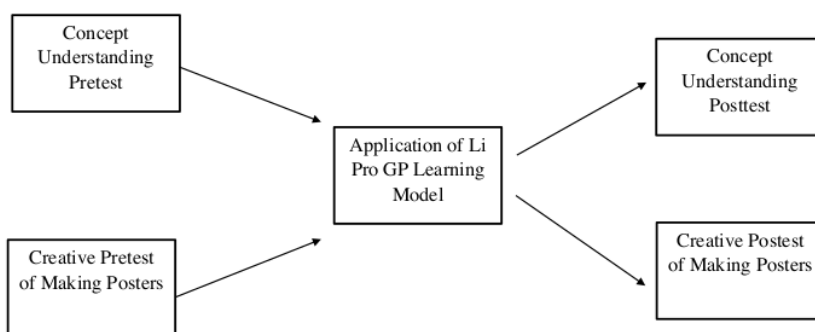 Concept
Understanding
Pretest
Concept
Understanding
Posttest
Application of Li
Pro GP Learning
Model
Creative Pretest
of Making Posters
Creative Postest
of Making Posters